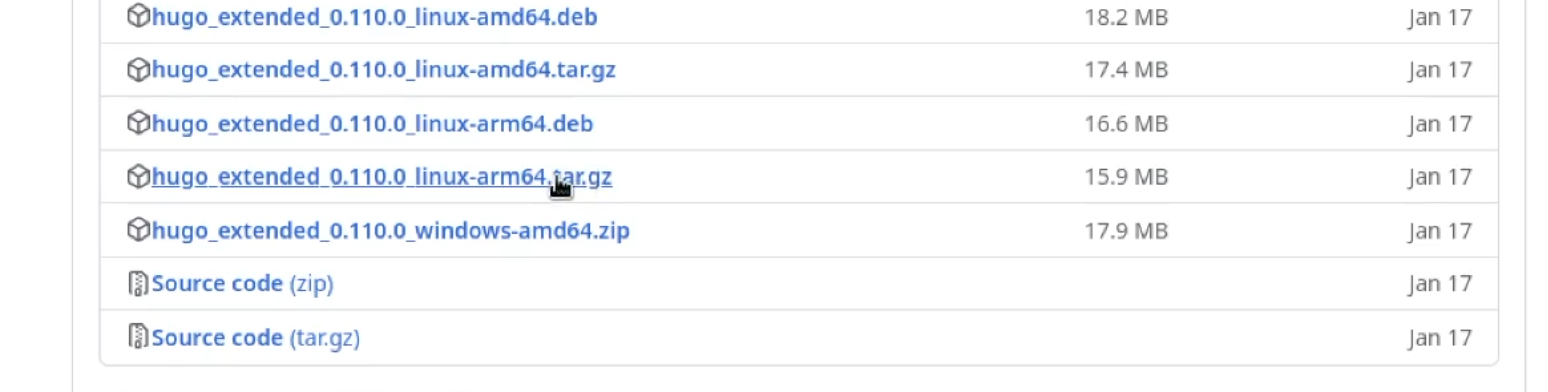 hugo_extended_0.110.0_linux-amd64.deb 18.2 MB Jan 17
hugo_extended_0.110.0_linux-amd64.tar.gz 17.4 MB Jan 17
hugo_extended_0.110.0_linux-arm64.deb 16.6 MB Jan 17
hugo_extended_0.110.0_linux-arm64.tar.gz 15.9 MB Jan 17
hugo_extended_0.110.0_windows-amd64.zip 17.9 MB Jan 17
Source code (zip) Jan 17
Source code (tar.gz) Jan 17